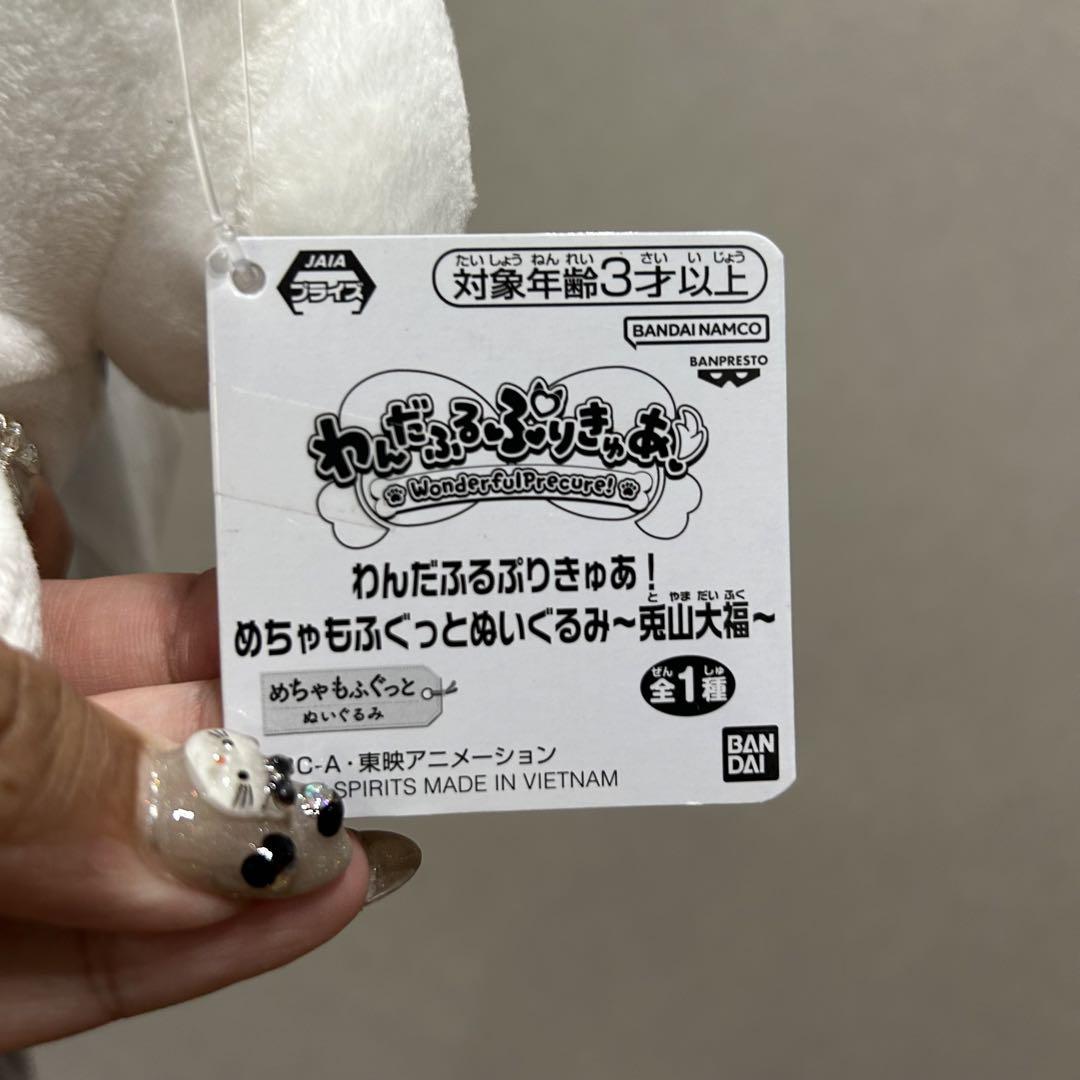 JAIA
プライズ
たいしょうねんれい さい いじょう
対象年齢3才以上
BANDAI NAMCO
BANPRESTO
わんだふるぷりきゅあ!
WonderfulPrecure!
わんだふるぷりきゅあ！
と やま だい ふく
めちゃもふぐっとぬいぐるみ～兎山大福～
めちゃもふぐっと
ぬいぐるみ
ぜん しゅ
全1種
C-A・東映アニメーション
SPIRITS MADE IN VIETNAM
BAN
DAI